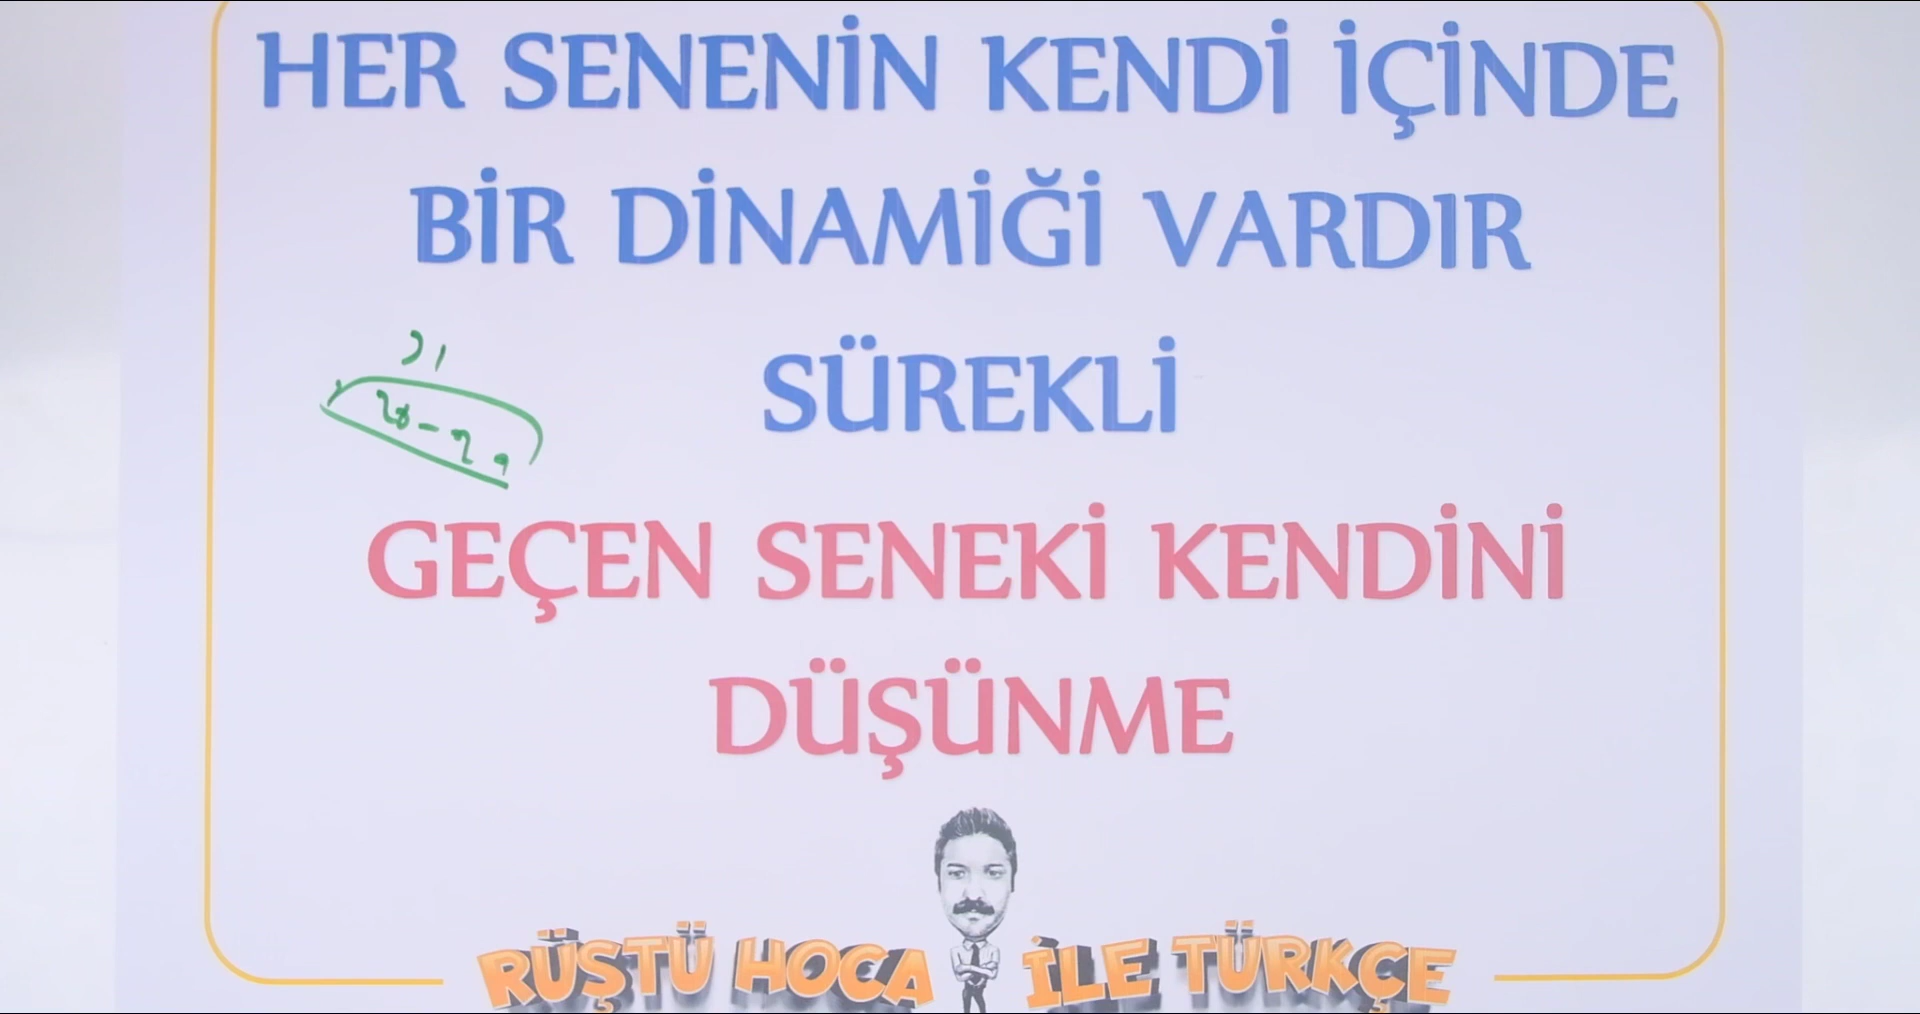 HER SENENİN KENDİ İÇİNDE
BİR DİNAMİĞİ VARDIR
SÜREKLİ
GEÇEN SENEKİ KENDİNİ
DÜŞÜNME
RÜŞTÜ HOCA İLE TÜRKÇE